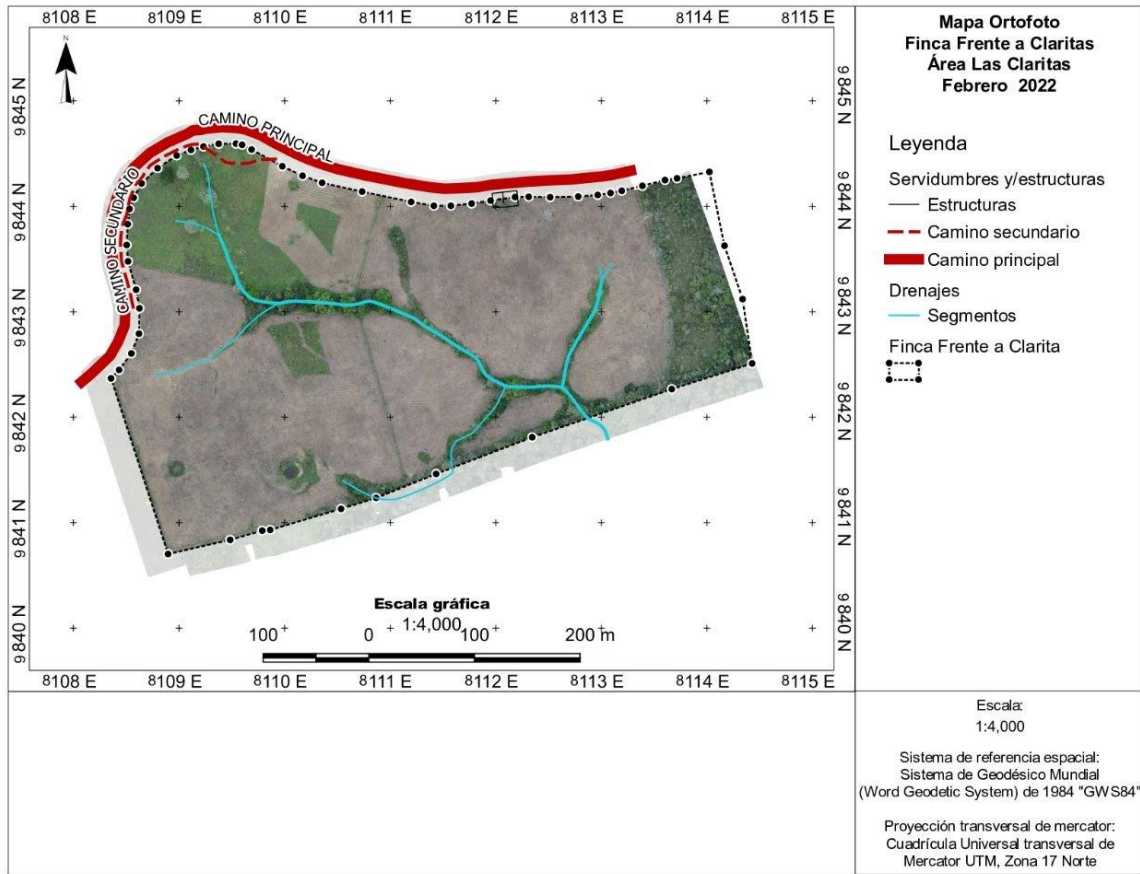 8108 E 8109 E 8110 E 8111 E 8112 E 8113 E 8114 E 8115 E
9 845 N
9 844 N
9 843 N
9 842 N
9 841 N
9 840 N
N
CAMINO PRINCIPAL
CAMINO SECUNDARIO
9 845 N
9 844 N
9 843 N
9 842 N
9 841 N
9 840 N
Escala gráfica
1:4,000
100 0 100 200 m
8108 E 8109 E 8110 E 8111 E 8112 E 8113 E 8114 E 8115 E
Mapa Ortofoto
Finca Frente a Claritas
Área Las Claritas
Febrero 2022
Leyenda
Servidumbres y/estructuras
Estructuras
Camino secundario
Camino principal
Drenajes
Segmentos
Finca Frente a Clarita
Escala:
1:4,000
Sistema de referencia espacial:
Sistema de Geodésico Mundial
(Word Geodetic System) de 1984 "GWS84"
Proyección transversal de mercator:
Cuadrícula Universal transversal de
Mercator UTM, Zona 17 Norte